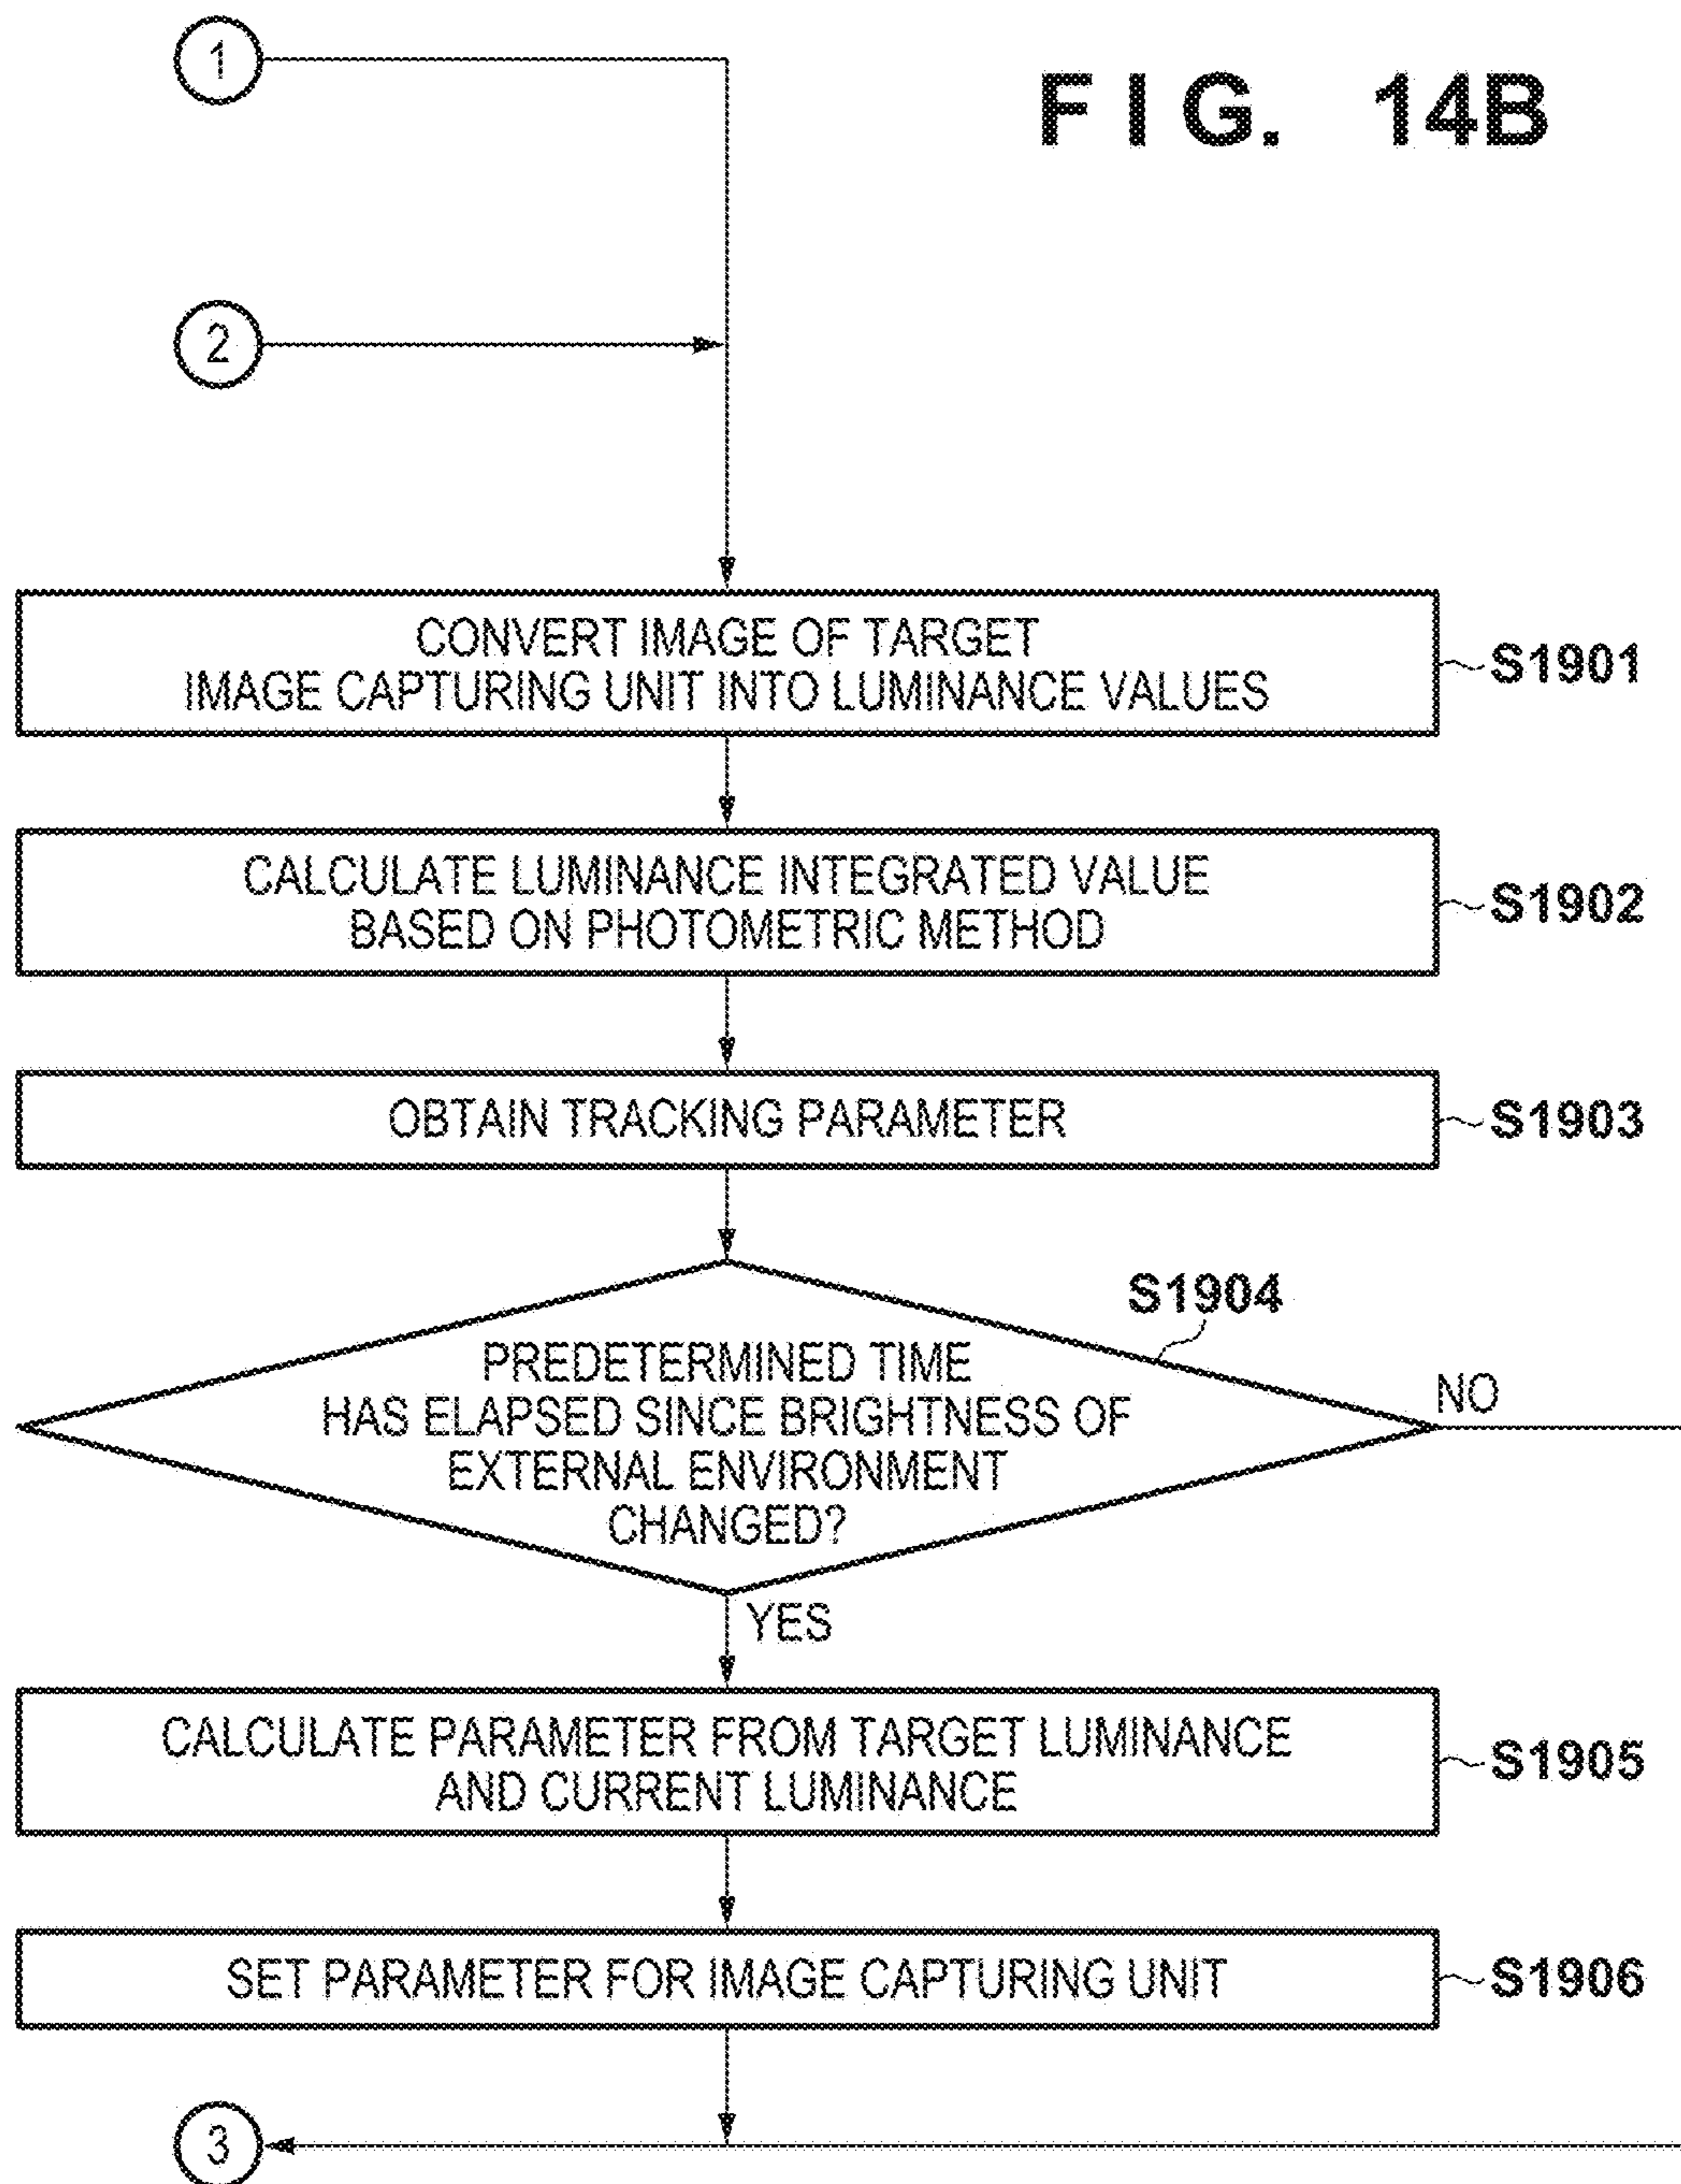 1
FIG. 14B
2
CONVERT IMAGE OF TARGET
IMAGE CAPTURING UNIT INTO LUMINANCE VALUES
S1901
CALCULATE LUMINANCE INTEGRATED VALUE
BASED ON PHOTOMETRIC METHOD
S1902
OBTAIN TRACKING PARAMETER
S1903
S1904
PREDETERMINED TIME
HAS ELAPSED SINCE BRIGHTNESS OF
EXTERNAL ENVIRONMENT
CHANGED?
NO
YES
CALCULATE PARAMETER FROM TARGET LUMINANCE
AND CURRENT LUMINANCE
S1905
SET PARAMETER FOR IMAGE CAPTURING UNIT
S1906
3